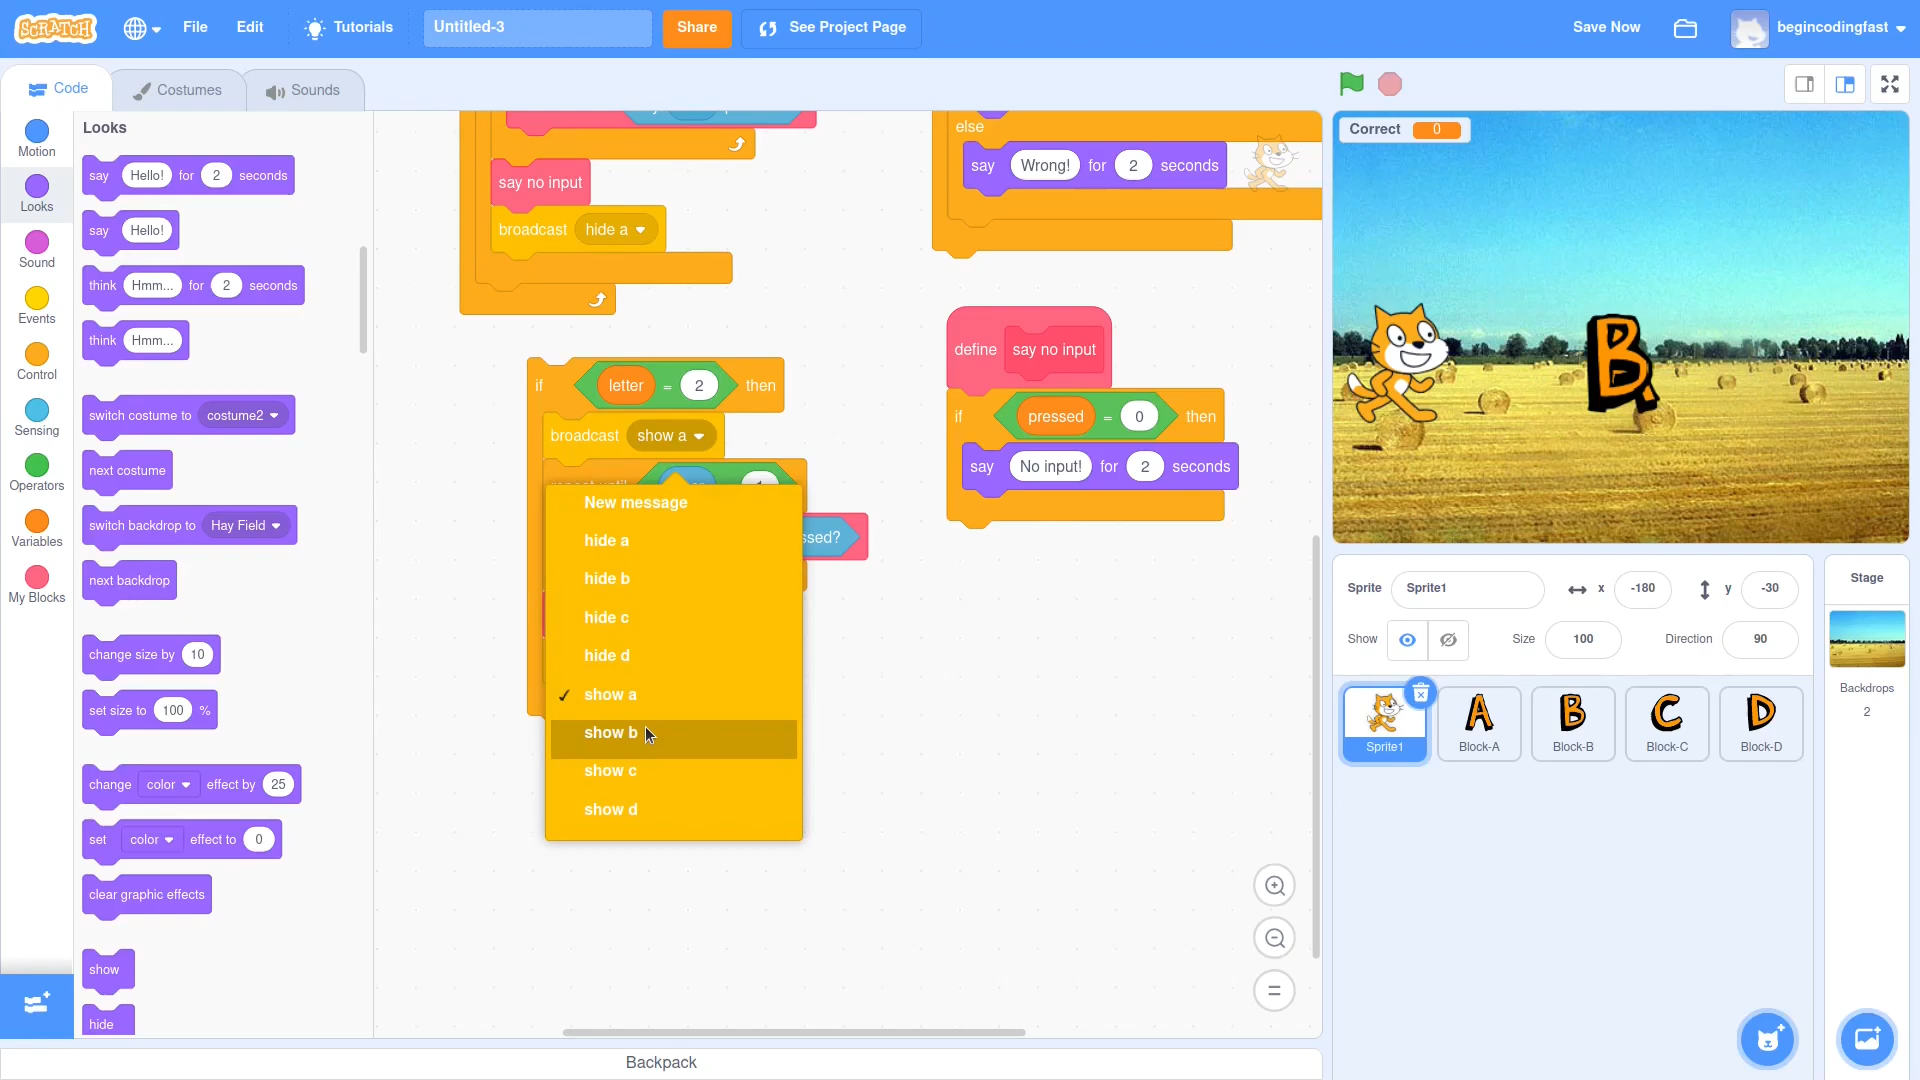 SCRATCH
File
Edit
Tutorials
Untitled-3
Share
See Project Page
Save Now
begincodingfast
Code
Costumes
Sounds
Motion
Looks
Sound
Events
Control
Sensing
Operators
Variables
My Blocks
Looks
say Hello! for 2 seconds
say Hello!
think Hmm... for 2 seconds
think Hmm...
switch costume to costume2
next costume
switch backdrop to Hay Field
next backdrop
change size by 10
set size to 100 %
change color effect by 25
set color effect to 0
clear graphic effects
show
hide
say no input
broadcast hide a
if letter = 2 then
broadcast show a
repeat until
ssed?
New message
hide a
hide b
hide c
hide d
✓ show a
show b
show c
show d
else
say Wrong! for 2 seconds
define say no input
if pressed = 0 then
say No input! for 2 seconds
Backpack
Correct 0
B
Sprite Sprite1 x -180 y -30
Show Size 100 Direction 90
A B C D
Sprite1 Block-A Block-B Block-C Block-D
Stage
Backdrops
2